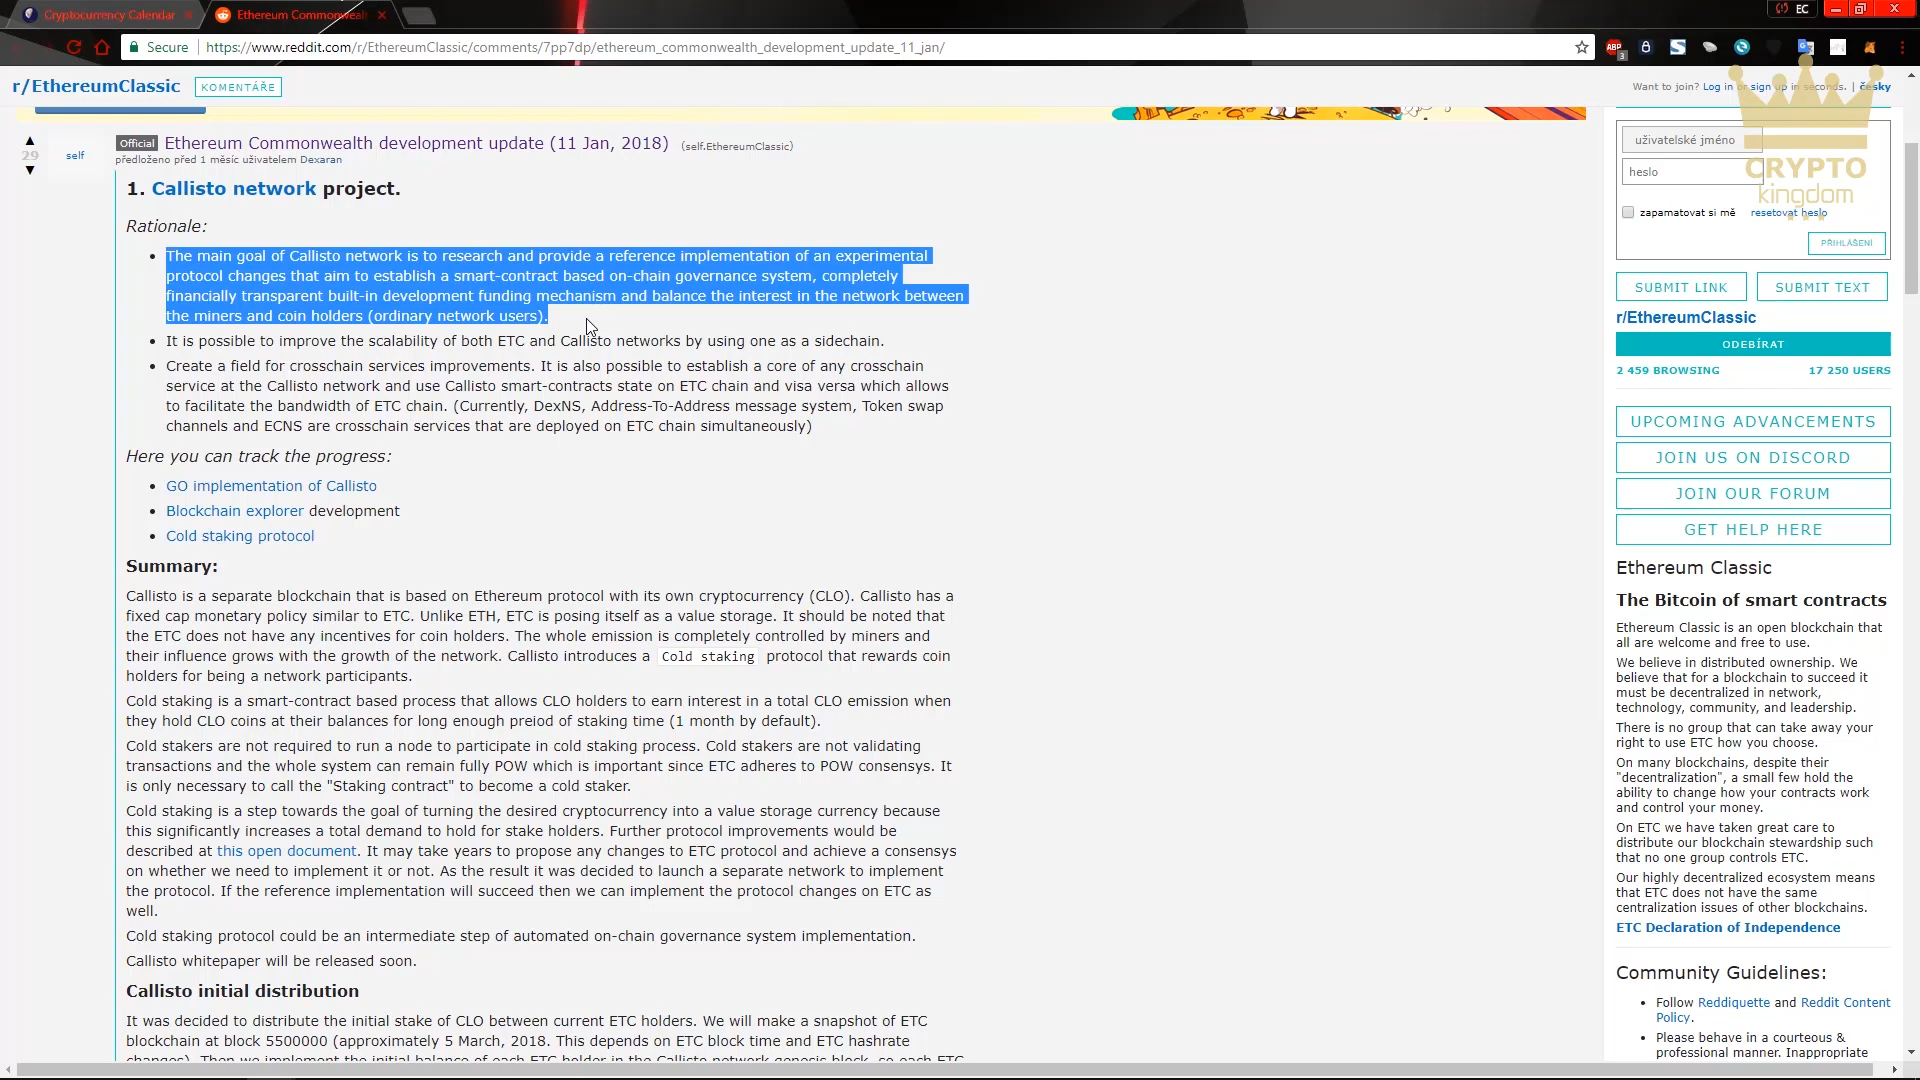 Cryptocurrency Calendar
Ethereum Commonweal
EC
Secure https://www.reddit.com/r/EthereumClassic/comments/7pp7dp/ethereum_commonwealth_development_update_11_jan/
ABP
3
r/EthereumClassic KOMENTÁŘE
Want to join? Log in or sign up in seconds. | česky
29
self
Official Ethereum Commonwealth development update (11 Jan, 2018) (self.EthereumClassic)
předloženo před 1 měsíc uživatelem Dexaran
1. Callisto network project.
Rationale:
The main goal of Callisto network is to research and provide a reference implementation of an experimental
protocol changes that aim to establish a smart-contract based on-chain governance system, completely
financially transparent built-in development funding mechanism and balance the interest in the network between
the miners and coin holders (ordinary network users).
It is possible to improve the scalability of both ETC and Callisto networks by using one as a sidechain.
Create a field for crosschain services improvements. It is also possible to establish a core of any crosschain
service at the Callisto network and use Callisto smart-contracts state on ETC chain and visa versa which allows
to facilitate the bandwidth of ETC chain. (Currently, DexNS, Address-To-Address message system, Token swap
channels and ECNS are crosschain services that are deployed on ETC chain simultaneously)
Here you can track the progress:
GO implementation of Callisto
Blockchain explorer development
Cold staking protocol
Summary:
Callisto is a separate blockchain that is based on Ethereum protocol with its own cryptocurrency (CLO). Callisto has a
fixed cap monetary policy similar to ETC. Unlike ETH, ETC is posing itself as a value storage. It should be noted that
the ETC does not have any incentives for coin holders. The whole emission is completely controlled by miners and
their influence grows with the growth of the network. Callisto introduces a Cold staking protocol that rewards coin
holders for being a network participants.
Cold staking is a smart-contract based process that allows CLO holders to earn interest in a total CLO emission when
they hold CLO coins at their balances for long enough preiod of staking time (1 month by default).
Cold stakers are not required to run a node to participate in cold staking process. Cold stakers are not validating
transactions and the whole system can remain fully POW which is important since ETC adheres to POW consensys. It
is only necessary to call the "Staking contract" to become a cold staker.
Cold staking is a step towards the goal of turning the desired cryptocurrency into a value storage currency because
this significantly increases a total demand to hold for stake holders. Further protocol improvements would be
described at this open document. It may take years to propose any changes to ETC protocol and achieve a consensys
on whether we need to implement it or not. As the result it was decided to launch a separate network to implement
the protocol. If the reference implementation will succeed then we can implement the protocol changes on ETC as
well.
Cold staking protocol could be an intermediate step of automated on-chain governance system implementation.
Callisto whitepaper will be released soon.
Callisto initial distribution
It was decided to distribute the initial stake of CLO between current ETC holders. We will make a snapshot of ETC
blockchain at block 5500000 (approximately 5 March, 2018. This depends on ETC block time and ETC hashrate
changes). Then we implement the initial balance of each ETC holder in the Callisto network genesis block, so each ETC
uživatelské jméno
heslo
CRYPTO
kingdom
zapamatovat si mě resetovat heslo
PŘIHLÁŠENÍ
SUBMIT LINK SUBMIT TEXT
r/EthereumClassic
ODEBÍRAT
2 459 BROWSING 17 250 USERS
UPCOMING ADVANCEMENTS
JOIN US ON DISCORD
JOIN OUR FORUM
GET HELP HERE
Ethereum Classic
The Bitcoin of smart contracts
Ethereum Classic is an open blockchain that
all are welcome and free to use.
We believe in distributed ownership. We
believe that for a blockchain to succeed it
must be decentralized in network,
technology, community, and leadership.
There is no group that can take away your
right to use ETC how you choose.
On many blockchains, despite their
"decentralization", a small few hold the
ability to change how your contracts work
and control your money.
On ETC we have taken great care to
distribute our blockchain stewardship such
that no one group controls ETC.
Our highly decentralized ecosystem means
that ETC does not have the same
centralization issues of other blockchains.
ETC Declaration of Independence
Community Guidelines:
Follow Reddiquette and Reddit Content
Policy.
Please behave in a courteous &
professional manner. Inappropriate